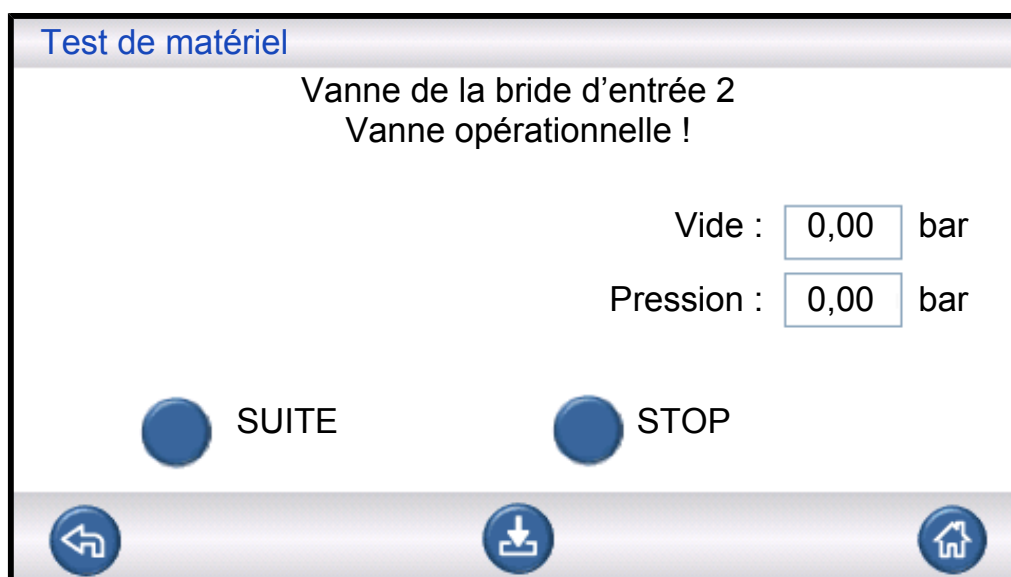 Test de matériel
Vanne de la bride d’entrée 2
Vanne opérationnelle !
Vide : 0,00 bar
Pression : 0,00 bar
SUITE STOP